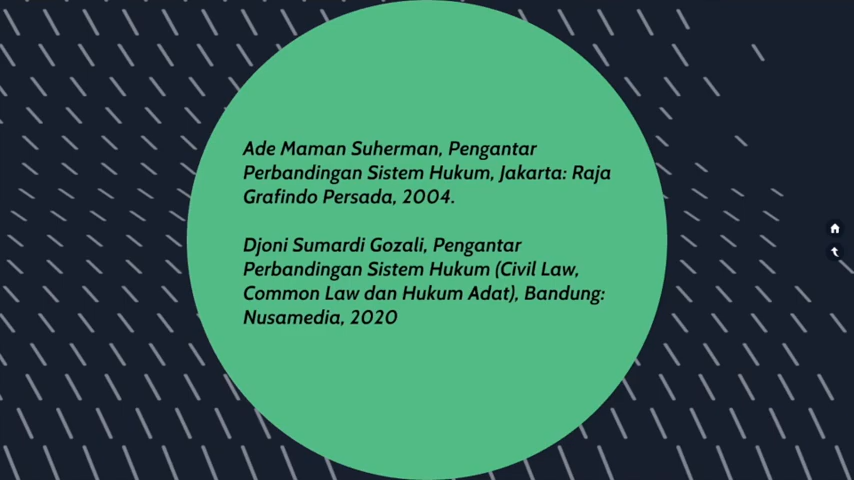 Ade Maman Suherman, Pengantar
Perbandingan Sistem Hukum, Jakarta: Raja
Grafindo Persada, 2004.
Djoni Sumardi Gozali, Pengantar
Perbandingan Sistem Hukum (Civil Law,
Common Law dan Hukum Adat), Bandung:
Nusamedia, 2020